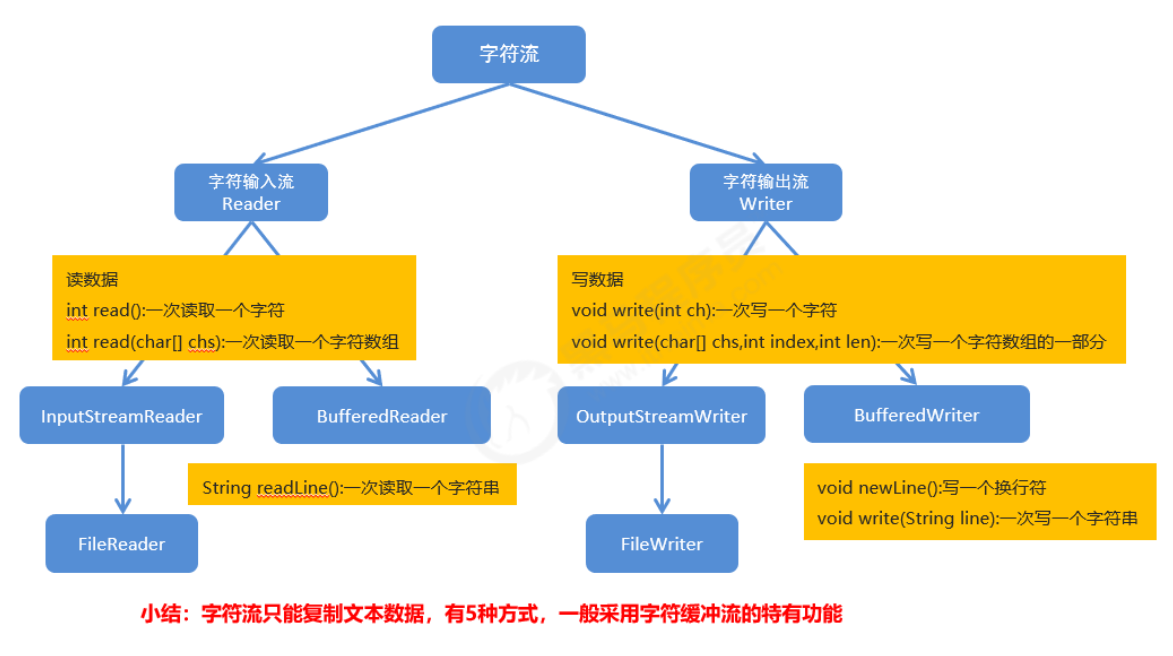 字符流
字符输入流
Reader
字符输出流
Writer
读数据
int read():一次读取一个字符
int read(char[] chs):一次读取一个字符数组
写数据
void write(int ch):一次写一个字符
void write(char[] chs,int index,int len):一次写一个字符数组的一部分
InputStreamReader
BufferedReader
OutputStreamWriter
BufferedWriter
String readLine():一次读取一个字符串
void newLine():写一个换行符
void write(String line):一次写一个字符串
FileReader
FileWriter
小结：字符流只能复制文本数据，有5种方式，一般采用字符缓冲流的特有功能